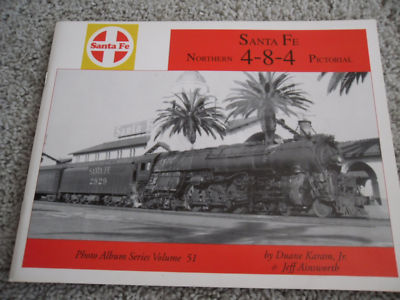 Santa Fe
SANTA FE
NORTHERN 4-8-4 PICTORIAL
SANTA FE
2929
Photo Album Series Volume 51
by Duane Karam, Jr.
& Jeff Ainsworth